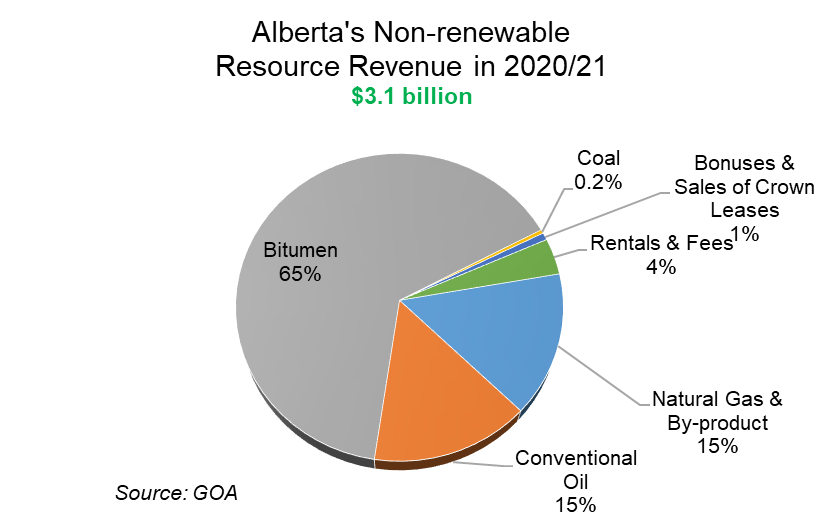 Alberta's Non-renewable
Resource Revenue in 2020/21
$3.1 billion
Coal
0.2%
Bonuses &
Sales of Crown
Leases
1%
Rentals & Fees
4%
Bitumen
65%
Natural Gas &
By-product
15%
Conventional
Oil
15%
Source: GOA